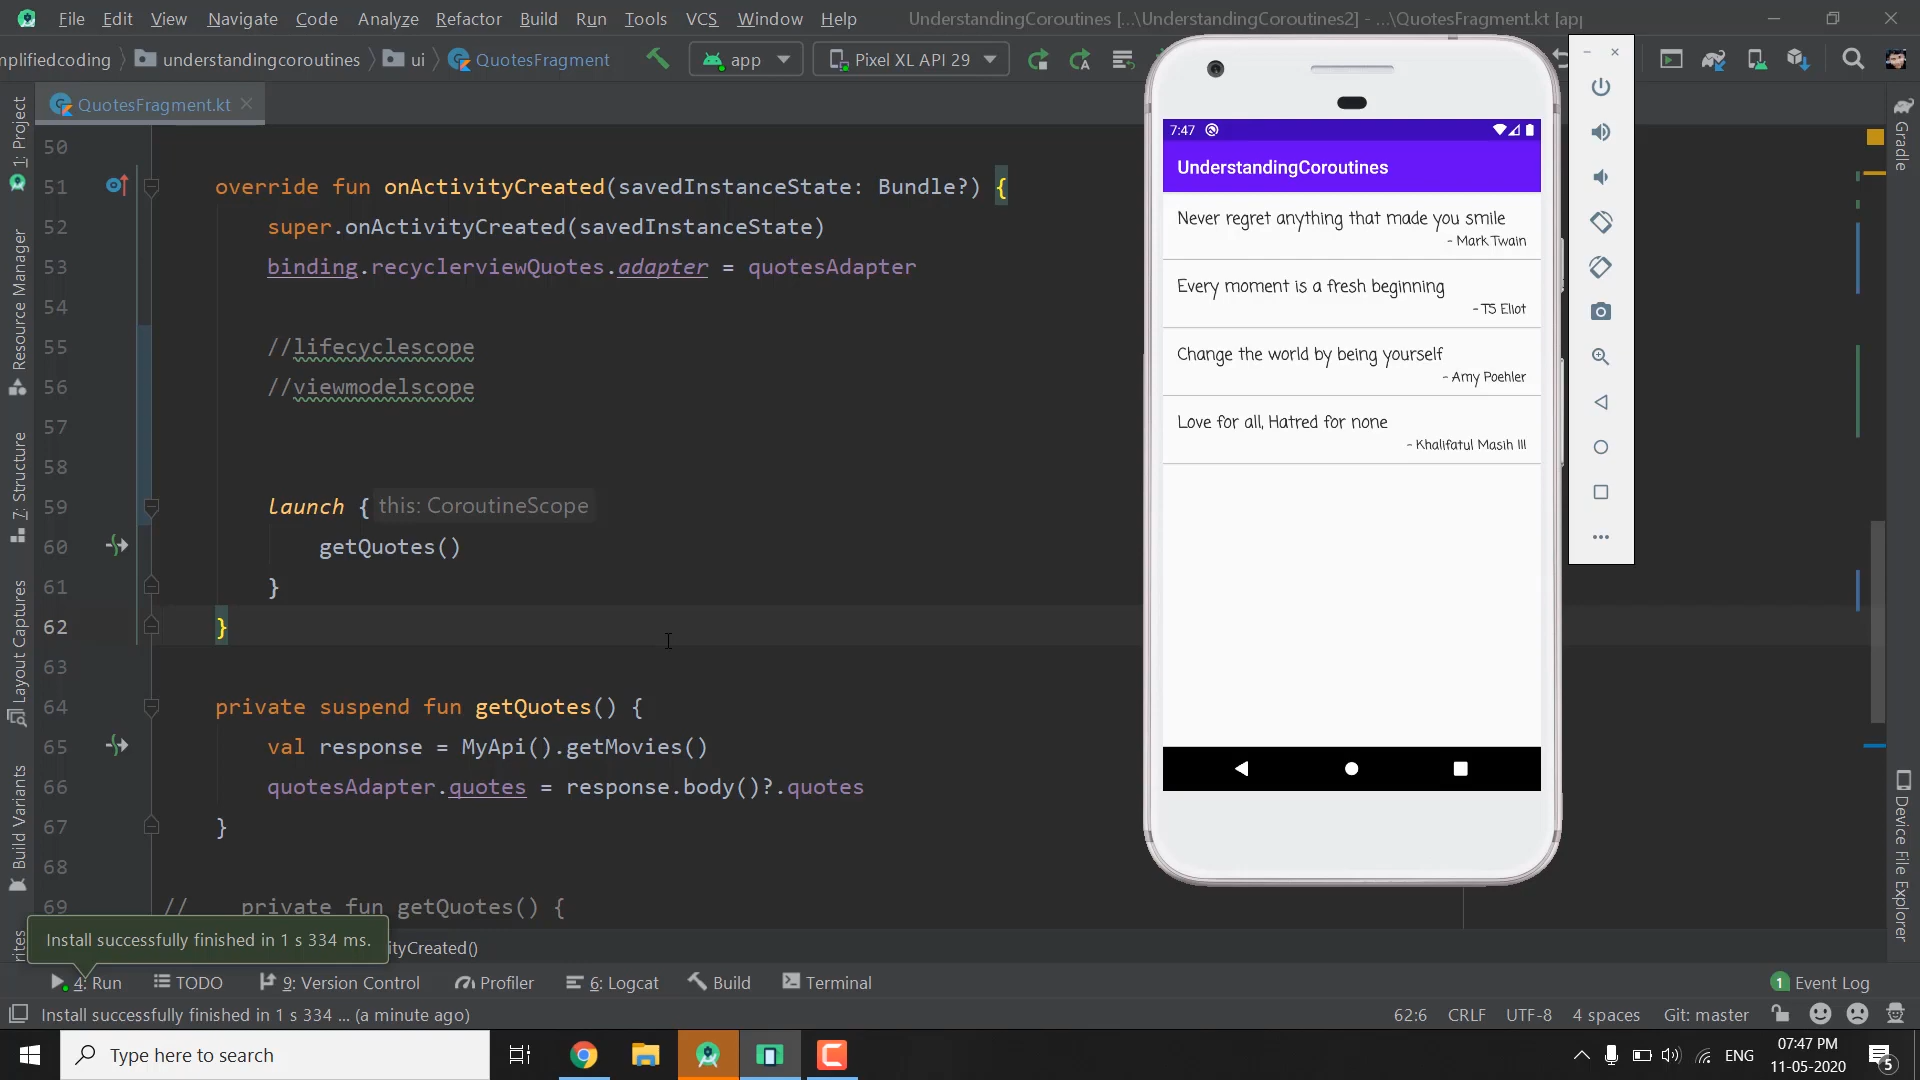 File Edit View Navigate Code Analyze Refactor Build Run Tools VCS Window Help UnderstandingCoroutines [...\UnderstandingCoroutines2] - ...\QuotesFragment.kt [app
mplifiedcoding understandingcoroutines ui QuotesFragment app Pixel XL API 29
QuotesFragment.kt
1: Project
Resource Manager
7: Structure
Layout Captures
Build Variants
Gradle
Device File Explorer
50
51 override fun onActivityCreated(savedInstanceState: Bundle?) {
52 super.onActivityCreated(savedInstanceState)
53 binding.recyclerviewQuotes.adapter = quotesAdapter
54
55 //lifecyclescope
56 //viewmodelscope
57
58
59 launch { this: CoroutineScope
60 getQuotes()
61 }
62 }
63
64 private suspend fun getQuotes() {
65 val response = MyApi().getMovies()
66 quotesAdapter.quotes = response.body()?.quotes
67 }
68
69 // private fun getQuotes() {
7:47
UnderstandingCoroutines
Never regret anything that made you smile
- Mark Twain
Every moment is a fresh beginning
- TS Eliot
Change the world by being yourself
- Amy Poehler
Love for all, Hatred for none
- Khalifatul Masih III
Install successfully finished in 1 s 334 ms.
ityCreated()
rites
4: Run TODO 9: Version Control Profiler 6: Logcat Build Terminal 1 Event Log
Install successfully finished in 1 s 334 ... (a minute ago) 62:6 CRLF UTF-8 4 spaces Git: master
Type here to search ENG 07:47 PM
11-05-2020
5